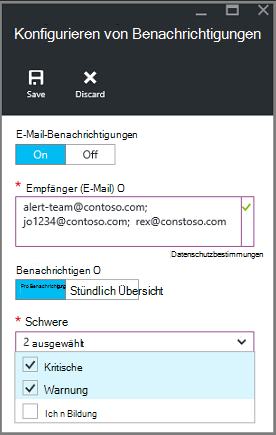 Konfigurieren von Benachrichtigungen
Save
Discard
E-Mail-Benachrichtigungen
On
Off
* Empfänger (E-Mail) O
alert-team@contoso.com;
jo1234@contoso.com; rex@constoso.com
Datenschutzbestimmungen
Benachrichtigen O
Pro Benachrichtigung
Stündlich Übersicht
* Schwere
2 ausgewählt
Kritische
Warnung
Ich n Bildung